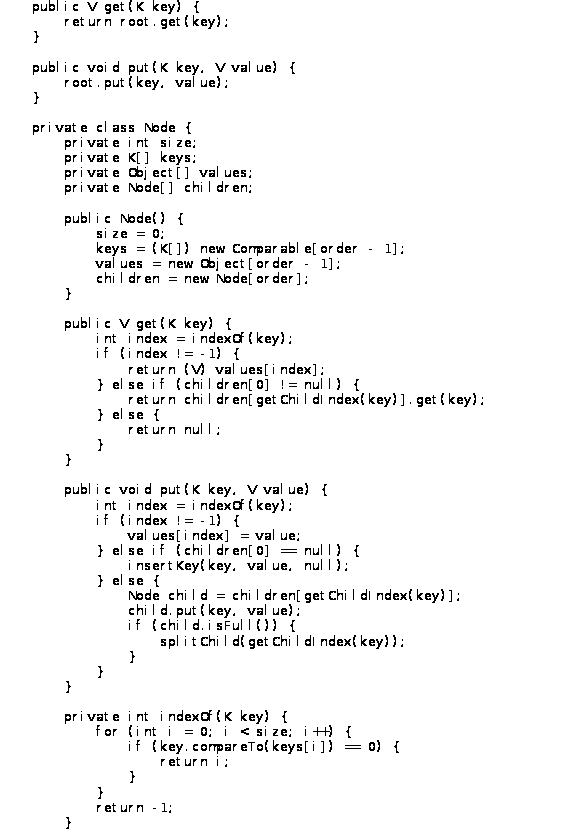 public V get(K key) {
return root.get(key);
}
public void put(K key, V value) {
root.put(key, value);
}
private class Node {
private int size;
private K[] keys;
private Object[] values;
private Node[] children;
public Node() {
size = 0;
keys = (K[]) new Comparable[order - 1];
values = new Object[order - 1];
children = new Node[order];
}
public V get(K key) {
int index = indexOf(key);
if (index != -1) {
return (V) values[index];
} else if (children[0] != null) {
return children[getChildIndex(key)].get(key);
} else {
return null;
}
}
public void put(K key, V value) {
int index = indexOf(key);
if (index != -1) {
values[index] = value;
} else if (children[0] == null) {
insertKey(key, value, null);
} else {
Node child = children[getChildIndex(key)];
child.put(key, value);
if (child.isFull()) {
splitChild(getChildIndex(key));
}
}
}
private int indexOf(K key) {
for (int i = 0; i < size; i++) {
if (key.compareTo(keys[i]) == 0) {
return i;
}
}
return -1;
}